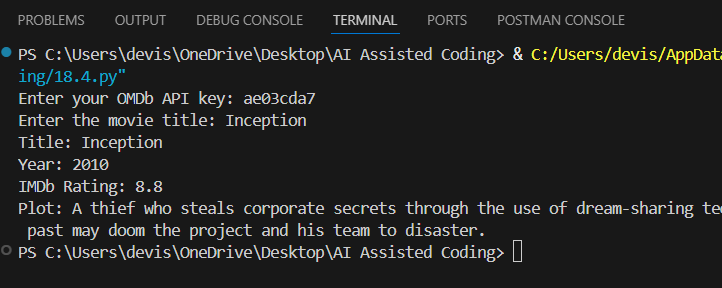 PROBLEMS OUTPUT DEBUG CONSOLE TERMINAL PORTS POSTMAN CONSOLE
PS C:\Users\devis\OneDrive\Desktop\AI Assisted Coding> & C:/Users/devis/AppData
ing/18.4.py"
Enter your OMDb API key: ae03cda7
Enter the movie title: Inception
Title: Inception
Year: 2010
IMDb Rating: 8.8
Plot: A thief who steals corporate secrets through the use of dream-sharing tec
past may doom the project and his team to disaster.
PS C:\Users\devis\OneDrive\Desktop\AI Assisted Coding>